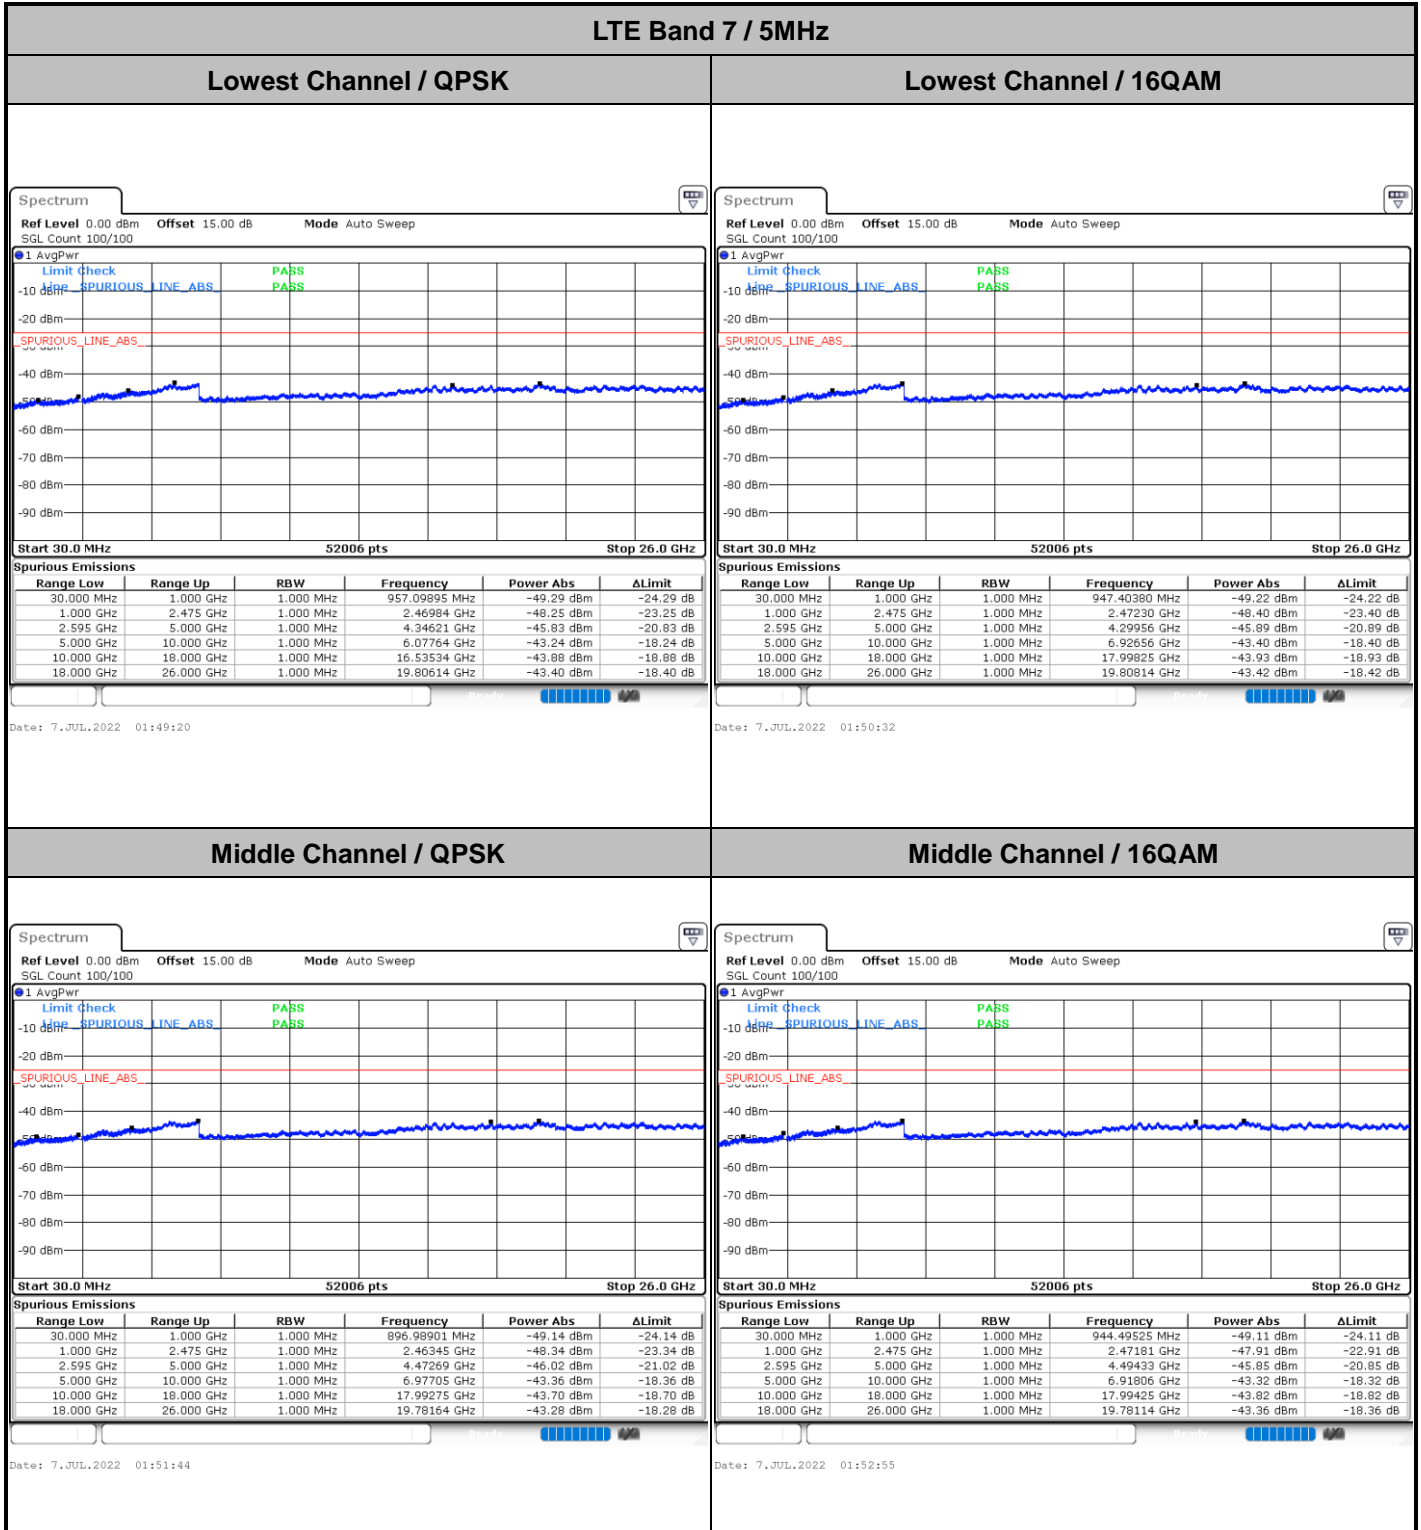 LTE Band 7 / 5MHz
Lowest Channel / QPSK
Lowest Channel / 16QAM
Spectrum
Ref Level 0.00 dBm Offset 15.00 dB Mode Auto Sweep
SGL Count 100/100
1 AvgPwr
Limit Check PASS
-10 dBm Line _SPURIOUS_LINE_ABS_ PASS
-20 dBm
_SPURIOUS_LINE_ABS_
-30 dBm
-40 dBm
-50 dBm
-60 dBm
-70 dBm
-80 dBm
-90 dBm
Start 30.0 MHz 52006 pts Stop 26.0 GHz
Spurious Emissions
Range Low Range Up RBW Frequency Power Abs ΔLimit
30.000 MHz 1.000 GHz 1.000 MHz 957.09895 MHz -49.29 dBm -24.29 dB
1.000 GHz 2.475 GHz 1.000 MHz 2.46984 GHz -48.25 dBm -23.25 dB
2.595 GHz 5.000 GHz 1.000 MHz 4.34621 GHz -45.83 dBm -20.83 dB
5.000 GHz 10.000 GHz 1.000 MHz 6.07764 GHz -43.24 dBm -18.24 dB
10.000 GHz 18.000 GHz 1.000 MHz 16.53534 GHz -43.88 dBm -18.88 dB
18.000 GHz 26.000 GHz 1.000 MHz 19.80614 GHz -43.40 dBm -18.40 dB
Ready
Date: 7.JUL.2022 01:49:20
Spectrum
Ref Level 0.00 dBm Offset 15.00 dB Mode Auto Sweep
SGL Count 100/100
1 AvgPwr
Limit Check PASS
-10 dBm Line _SPURIOUS_LINE_ABS_ PASS
-20 dBm
_SPURIOUS_LINE_ABS_
-30 dBm
-40 dBm
-50 dBm
-60 dBm
-70 dBm
-80 dBm
-90 dBm
Start 30.0 MHz 52006 pts Stop 26.0 GHz
Spurious Emissions
Range Low Range Up RBW Frequency Power Abs ΔLimit
30.000 MHz 1.000 GHz 1.000 MHz 947.40380 MHz -49.22 dBm -24.22 dB
1.000 GHz 2.475 GHz 1.000 MHz 2.47230 GHz -48.40 dBm -23.40 dB
2.595 GHz 5.000 GHz 1.000 MHz 4.29956 GHz -45.89 dBm -20.89 dB
5.000 GHz 10.000 GHz 1.000 MHz 6.92656 GHz -43.40 dBm -18.40 dB
10.000 GHz 18.000 GHz 1.000 MHz 17.99825 GHz -43.93 dBm -18.93 dB
18.000 GHz 26.000 GHz 1.000 MHz 19.80814 GHz -43.42 dBm -18.42 dB
Ready
Date: 7.JUL.2022 01:50:32
Middle Channel / QPSK
Middle Channel / 16QAM
Spectrum
Ref Level 0.00 dBm Offset 15.00 dB Mode Auto Sweep
SGL Count 100/100
1 AvgPwr
Limit Check PASS
-10 dBm Line _SPURIOUS_LINE_ABS_ PASS
-20 dBm
_SPURIOUS_LINE_ABS_
-30 dBm
-40 dBm
-50 dBm
-60 dBm
-70 dBm
-80 dBm
-90 dBm
Start 30.0 MHz 52006 pts Stop 26.0 GHz
Spurious Emissions
Range Low Range Up RBW Frequency Power Abs ΔLimit
30.000 MHz 1.000 GHz 1.000 MHz 896.98901 MHz -49.14 dBm -24.14 dB
1.000 GHz 2.475 GHz 1.000 MHz 2.46345 GHz -48.34 dBm -23.34 dB
2.595 GHz 5.000 GHz 1.000 MHz 4.47269 GHz -46.02 dBm -21.02 dB
5.000 GHz 10.000 GHz 1.000 MHz 6.97705 GHz -43.36 dBm -18.36 dB
10.000 GHz 18.000 GHz 1.000 MHz 17.99275 GHz -43.70 dBm -18.70 dB
18.000 GHz 26.000 GHz 1.000 MHz 19.78164 GHz -43.28 dBm -18.28 dB
Ready
Date: 7.JUL.2022 01:51:44
Spectrum
Ref Level 0.00 dBm Offset 15.00 dB Mode Auto Sweep
SGL Count 100/100
1 AvgPwr
Limit Check PASS
-10 dBm Line _SPURIOUS_LINE_ABS_ PASS
-20 dBm
_SPURIOUS_LINE_ABS_
-30 dBm
-40 dBm
-50 dBm
-60 dBm
-70 dBm
-80 dBm
-90 dBm
Start 30.0 MHz 52006 pts Stop 26.0 GHz
Spurious Emissions
Range Low Range Up RBW Frequency Power Abs ΔLimit
30.000 MHz 1.000 GHz 1.000 MHz 944.49525 MHz -49.11 dBm -24.11 dB
1.000 GHz 2.475 GHz 1.000 MHz 2.47181 GHz -47.91 dBm -22.91 dB
2.595 GHz 5.000 GHz 1.000 MHz 4.49433 GHz -45.85 dBm -20.85 dB
5.000 GHz 10.000 GHz 1.000 MHz 6.91806 GHz -43.32 dBm -18.32 dB
10.000 GHz 18.000 GHz 1.000 MHz 17.99425 GHz -43.82 dBm -18.82 dB
18.000 GHz 26.000 GHz 1.000 MHz 19.78114 GHz -43.36 dBm -18.36 dB
Ready
Date: 7.JUL.2022 01:52:55